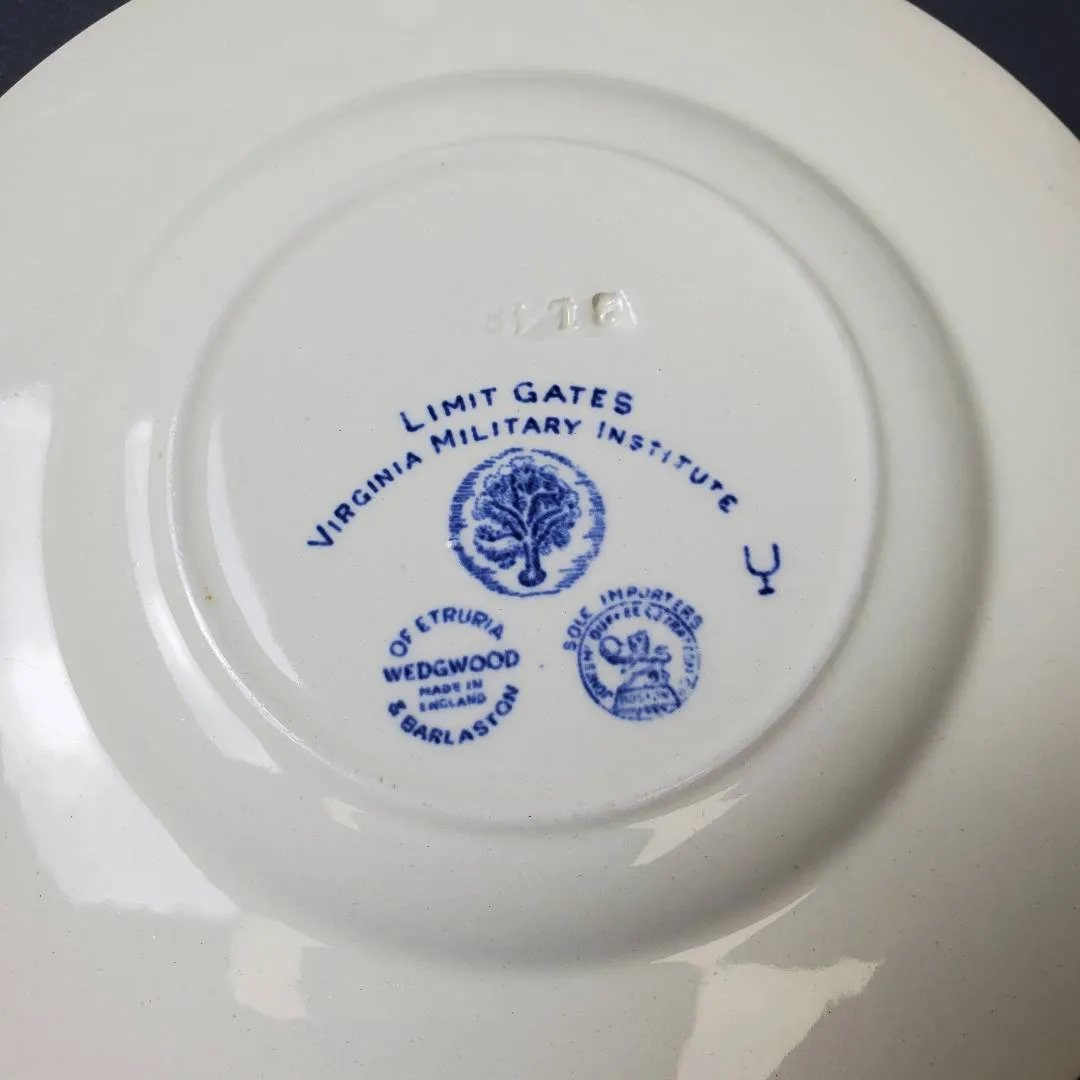 LIMIT GATES
VIRGINIA MILITARY INSTITUTE
OF ETRURIA
WEDGWOOD
MADE IN
ENGLAND
& BARLASTON
SOLE IMPORTERS